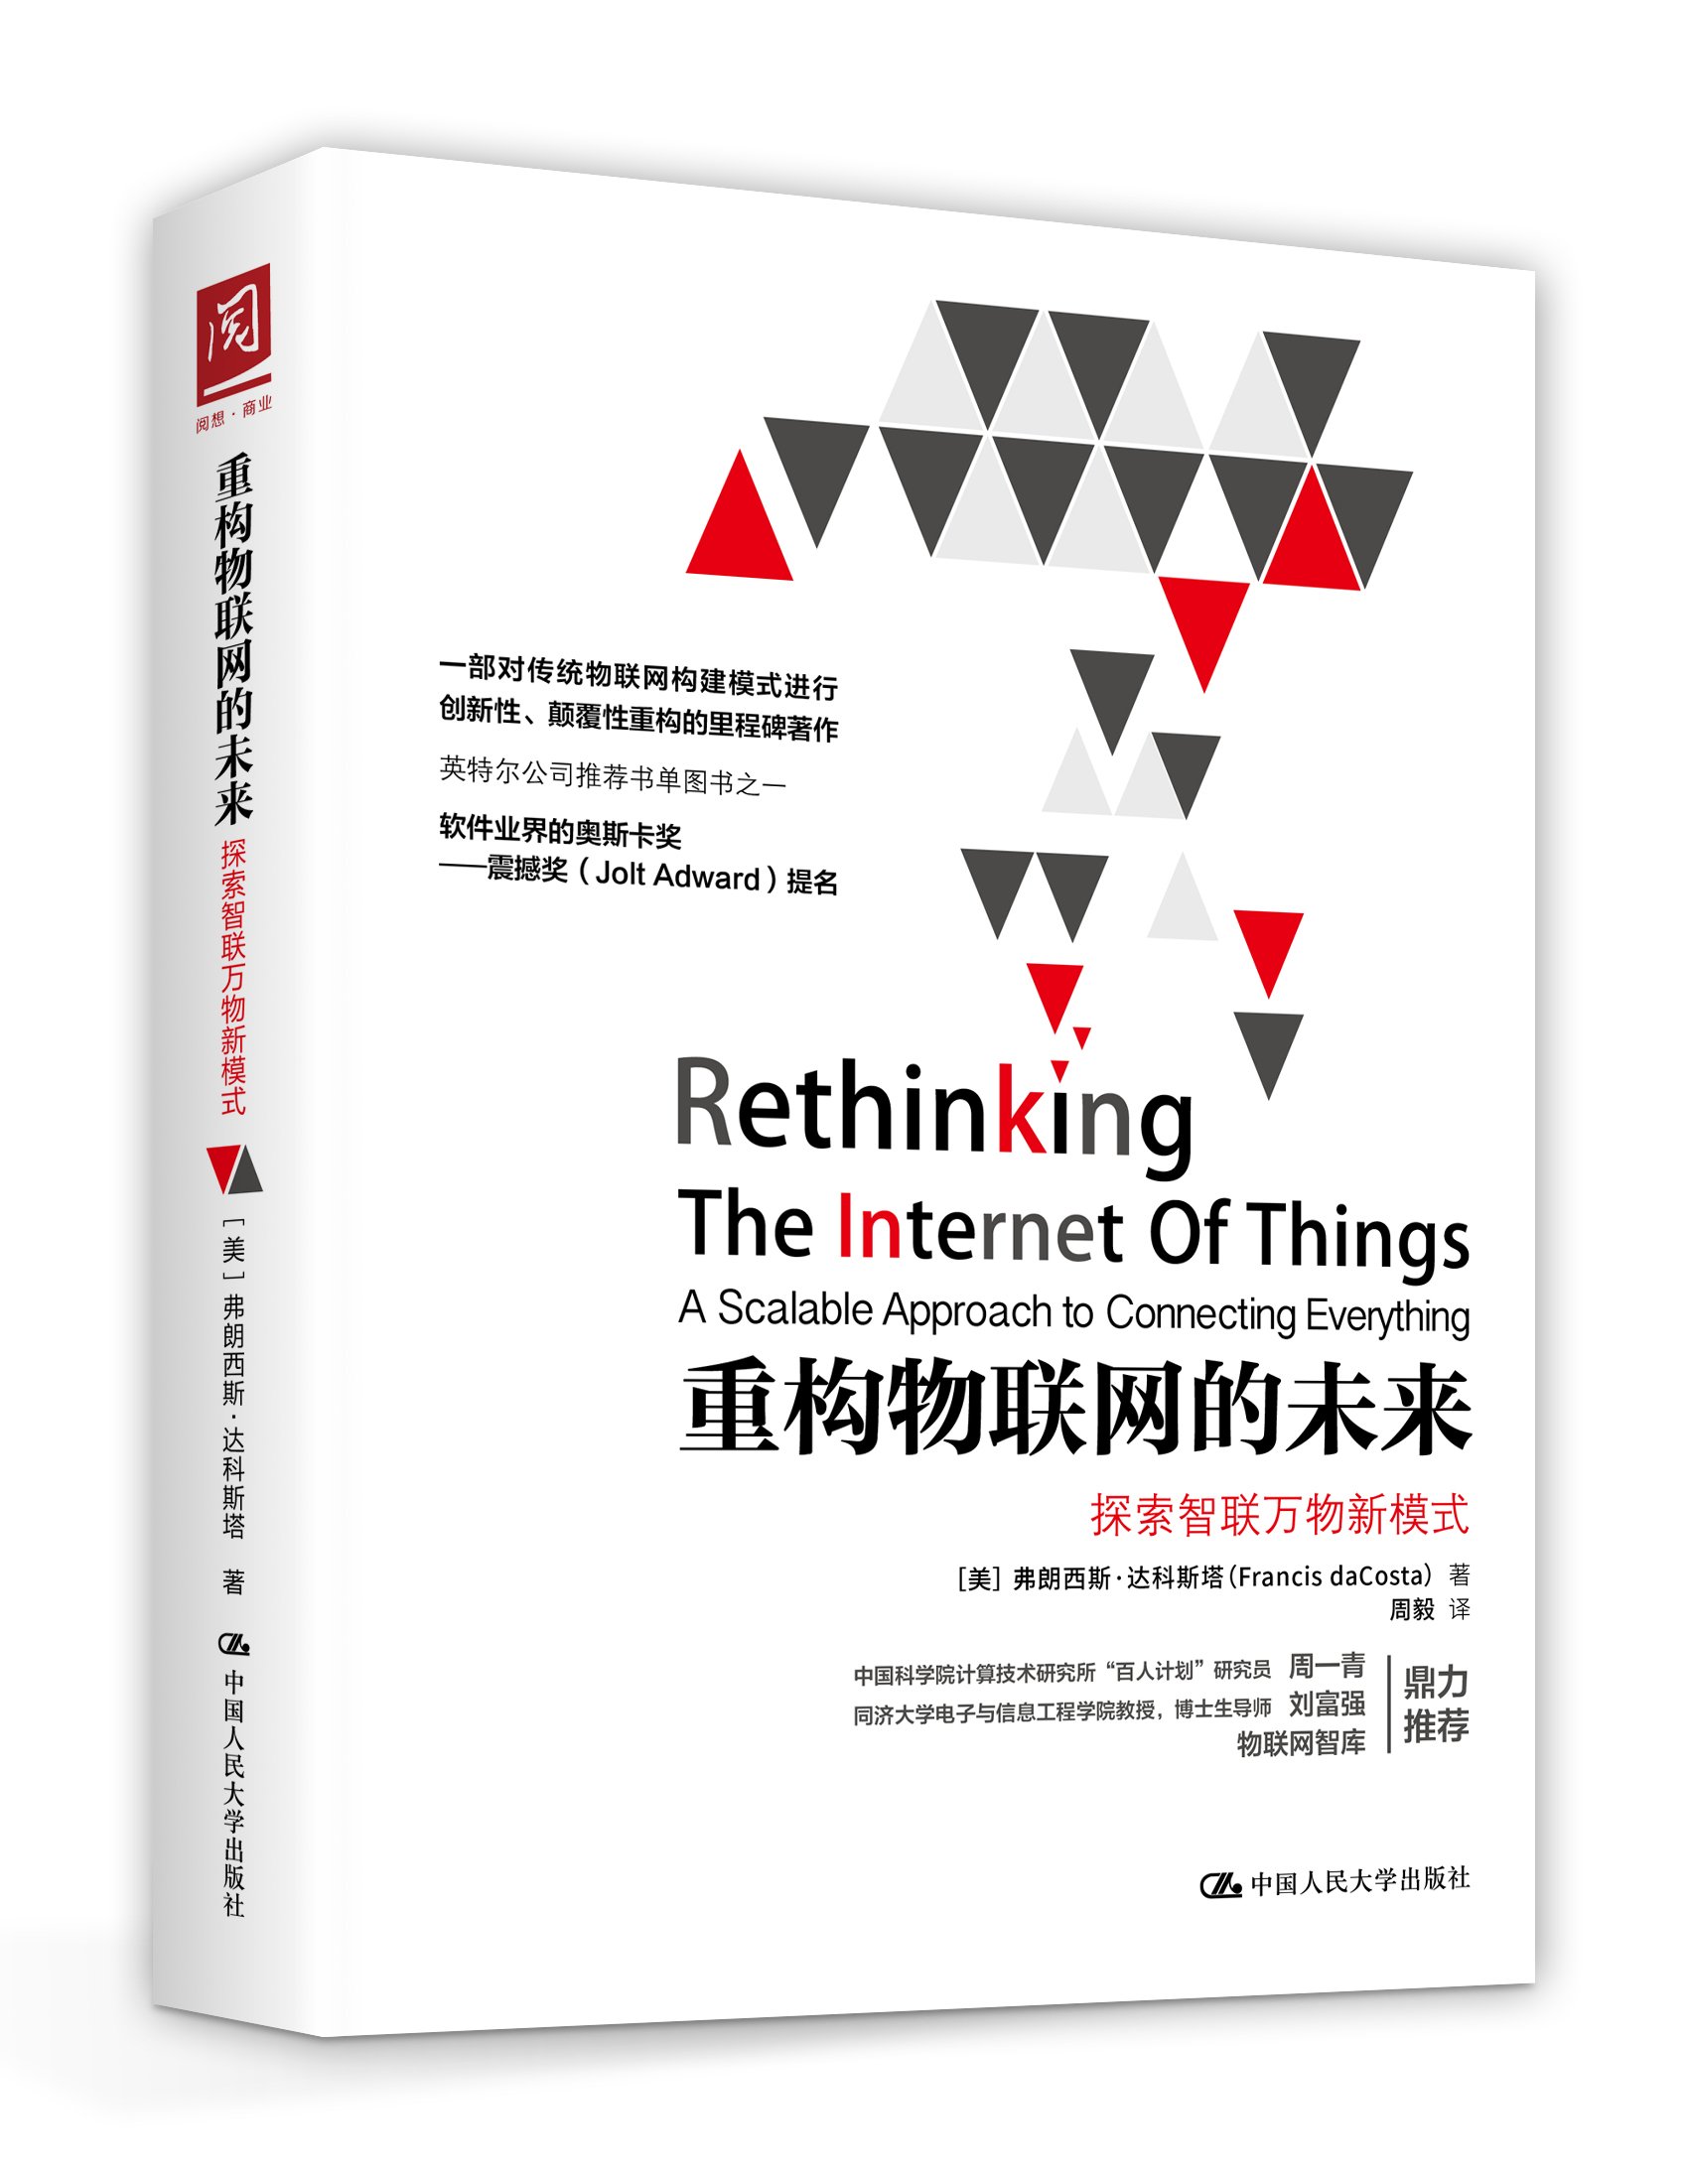 阅
阅想·商业
重构物联网的未来
探索智联万物新模式
[美]弗朗西斯·达科斯塔 著
中国人民大学出版社
一部对传统物联网构建模式进行
创新性、颠覆性重构的里程碑著作
英特尔公司推荐书单图书之一
软件业界的奥斯卡奖
——震撼奖（Jolt Adward）提名
Rethinking
The Internet Of Things
A Scalable Approach to Connecting Everything
重构物联网的未来
探索智联万物新模式
[美] 弗朗西斯·达科斯塔（Francis daCosta） 著
周毅 译
中国科学院计算技术研究所“百人计划”研究员 周一青
同济大学电子与信息工程学院教授，博士生导师 刘富强
物联网智库
鼎力
推荐
中国人民大学出版社